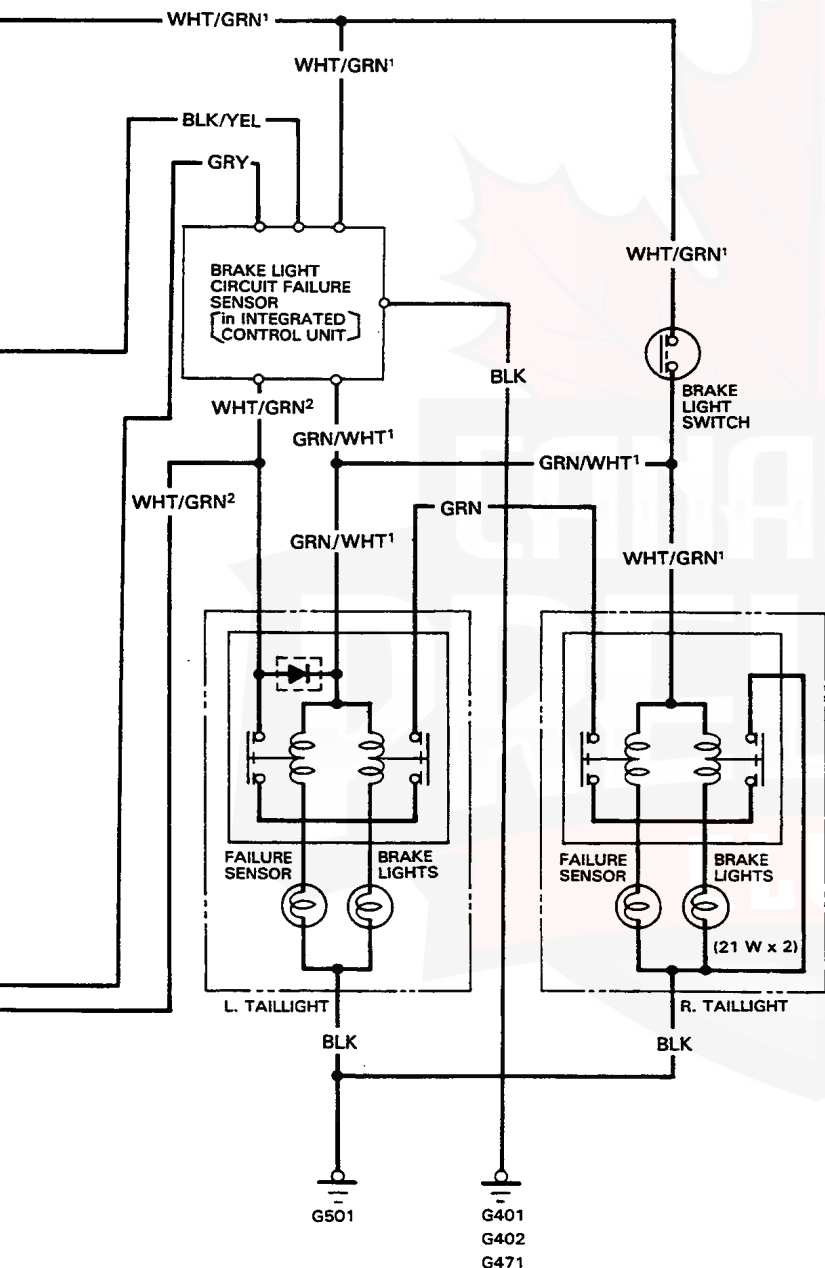 WHT/GRN¹
WHT/GRN¹
BLK/YEL
GRY
WHT/GRN¹
BRAKE LIGHT
CIRCUIT FAILURE
SENSOR
[in INTEGRATED
CONTROL UNIT]
BLK
BRAKE
LIGHT
SWITCH
WHT/GRN²
GRN/WHT¹
GRN/WHT¹
WHT/GRN²
GRN
GRN/WHT¹
WHT/GRN¹
FAILURE
SENSOR
BRAKE
LIGHTS
FAILURE
SENSOR
BRAKE
LIGHTS
(21 W x 2)
L. TAILLIGHT
R. TAILLIGHT
BLK
BLK
G501
G401
G402
G471